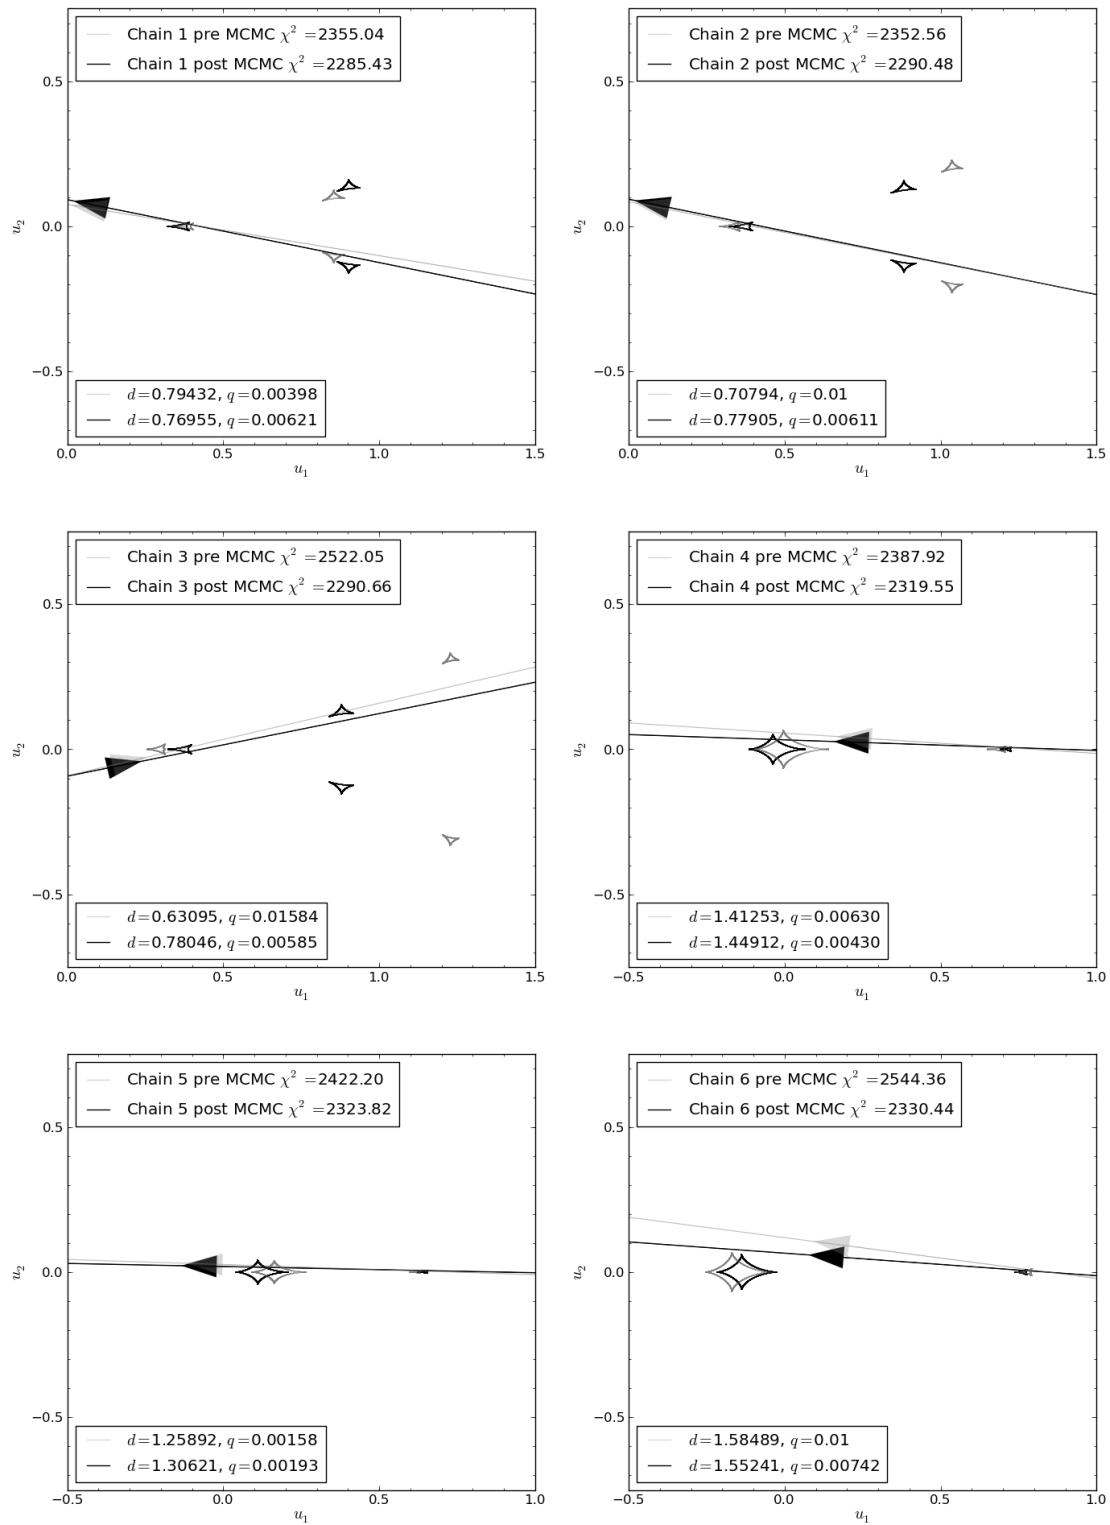 Chain 1 pre MCMC χ² =2355.04
Chain 1 post MCMC χ² =2285.43
0.5
0.0
−0.5
u₂
d=0.79432, q=0.00398
d=0.76955, q=0.00621
0.0 0.5 1.0 1.5
u₁
Chain 2 pre MCMC χ² =2352.56
Chain 2 post MCMC χ² =2290.48
0.5
0.0
−0.5
u₂
d=0.70794, q=0.01
d=0.77905, q=0.00611
0.0 0.5 1.0 1.5
u₁
Chain 3 pre MCMC χ² =2522.05
Chain 3 post MCMC χ² =2290.66
0.5
0.0
−0.5
u₂
d=0.63095, q=0.01584
d=0.78046, q=0.00585
0.0 0.5 1.0 1.5
u₁
Chain 4 pre MCMC χ² =2387.92
Chain 4 post MCMC χ² =2319.55
0.5
0.0
−0.5
u₂
d=1.41253, q=0.00630
d=1.44912, q=0.00430
−0.5 0.0 0.5 1.0
u₁
Chain 5 pre MCMC χ² =2422.20
Chain 5 post MCMC χ² =2323.82
0.5
0.0
−0.5
u₂
d=1.25892, q=0.00158
d=1.30621, q=0.00193
−0.5 0.0 0.5 1.0
u₁
Chain 6 pre MCMC χ² =2544.36
Chain 6 post MCMC χ² =2330.44
0.5
0.0
−0.5
u₂
d=1.58489, q=0.01
d=1.55241, q=0.00742
−0.5 0.0 0.5 1.0
u₁